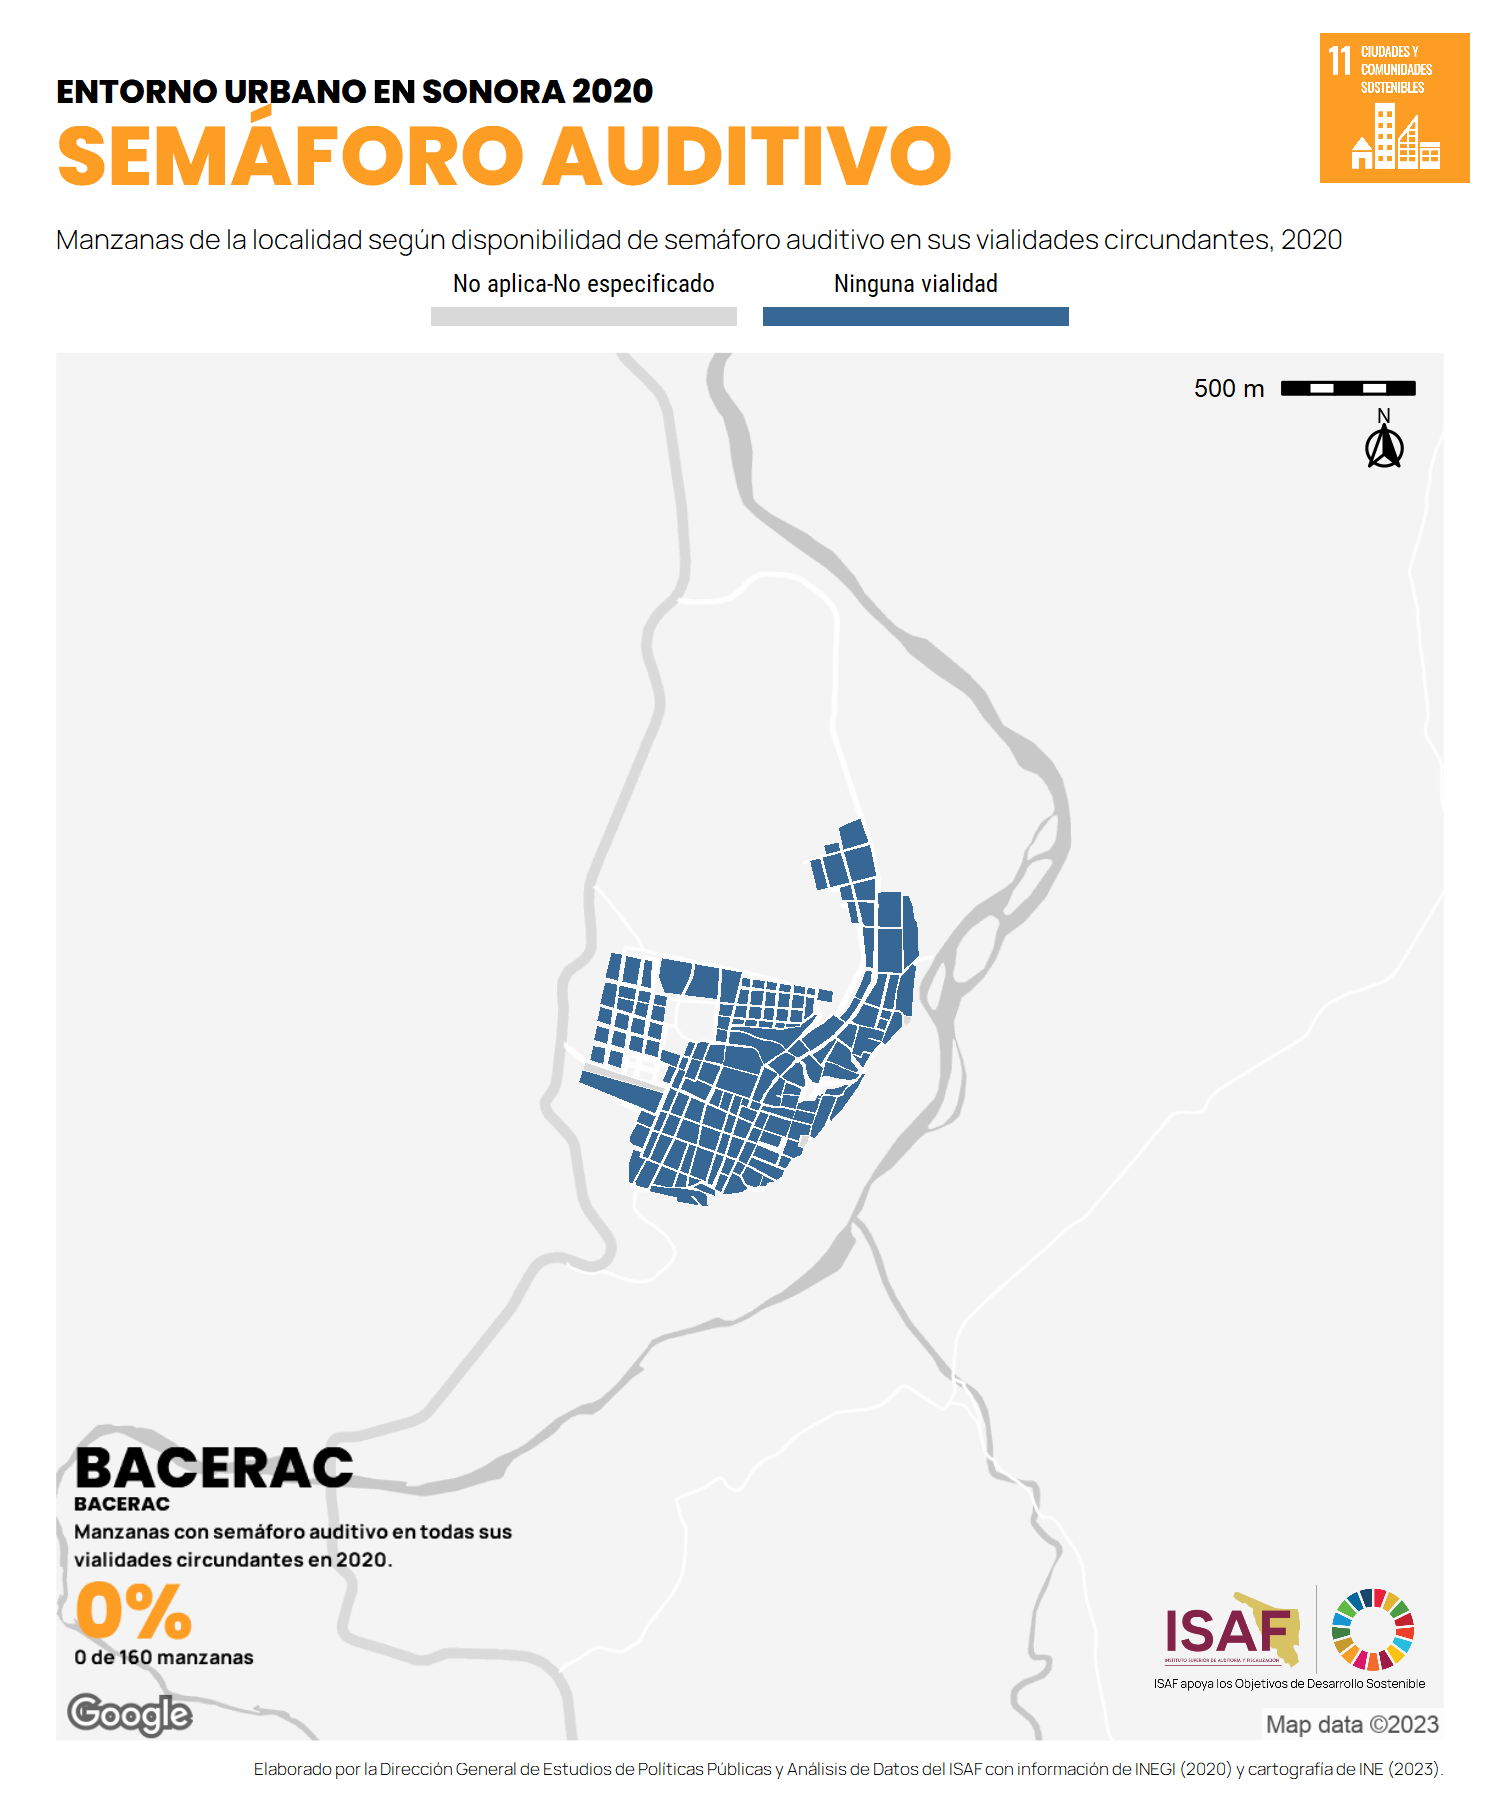 ENTORNO URBANO EN SONORA 2020
SEMÁFORO AUDITIVO
11 CIUDADES Y
COMUNIDADES
SOSTENIBLES
Manzanas de la localidad según disponibilidad de semáforo auditivo en sus vialidades circundantes, 2020
No aplica-No especificado
Ninguna vialidad
500 m
N
BACERAC
BACERAC
Manzanas con semáforo auditivo en todas sus
vialidades circundantes en 2020.
0%
0 de 160 manzanas
Google
ISAF
INSTITUTO SUPERIOR DE AUDITORÍA Y FISCALIZACIÓN
ISAF apoya los Objetivos de Desarrollo Sostenible
Map data ©2023
Elaborado por la Dirección General de Estudios de Políticas Públicas y Análisis de Datos del ISAF con información de INEGI (2020) y cartografía de INE (2023).